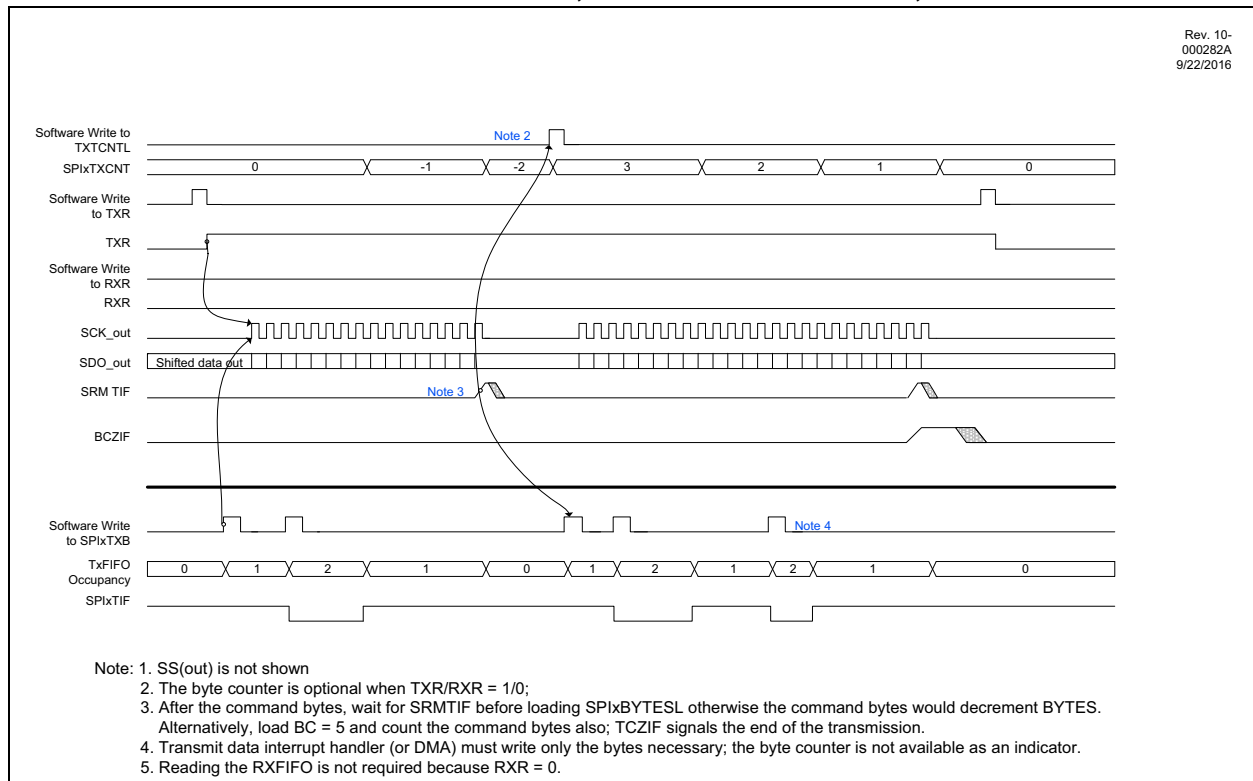 Rev. 10-
000282A
9/22/2016
Software Write to
TXTCNTL
Note 2
SPIxTXCNT
0 -1 -2 3 2 1 0
Software Write
to TXR
TXR
Software Write
to RXR
RXR
SCK_out
SDO_out Shifted data out
SRM TIF
Note 3
BCZIF
Software Write
to SPIxTXB
Note 4
TxFIFO
Occupancy
0 1 2 1 0 1 2 1 2 1 0
SPIxTIF
Note: 1. SS(out) is not shown
2. The byte counter is optional when TXR/RXR = 1/0;
3. After the command bytes, wait for SRMTIF before loading SPIxBYTESL otherwise the command bytes would decrement BYTES.
Alternatively, load BC = 5 and count the command bytes also; TCZIF signals the end of the transmission.
4. Transmit data interrupt handler (or DMA) must write only the bytes necessary; the byte counter is not available as an indicator.
5. Reading the RXFIFO is not required because RXR = 0.